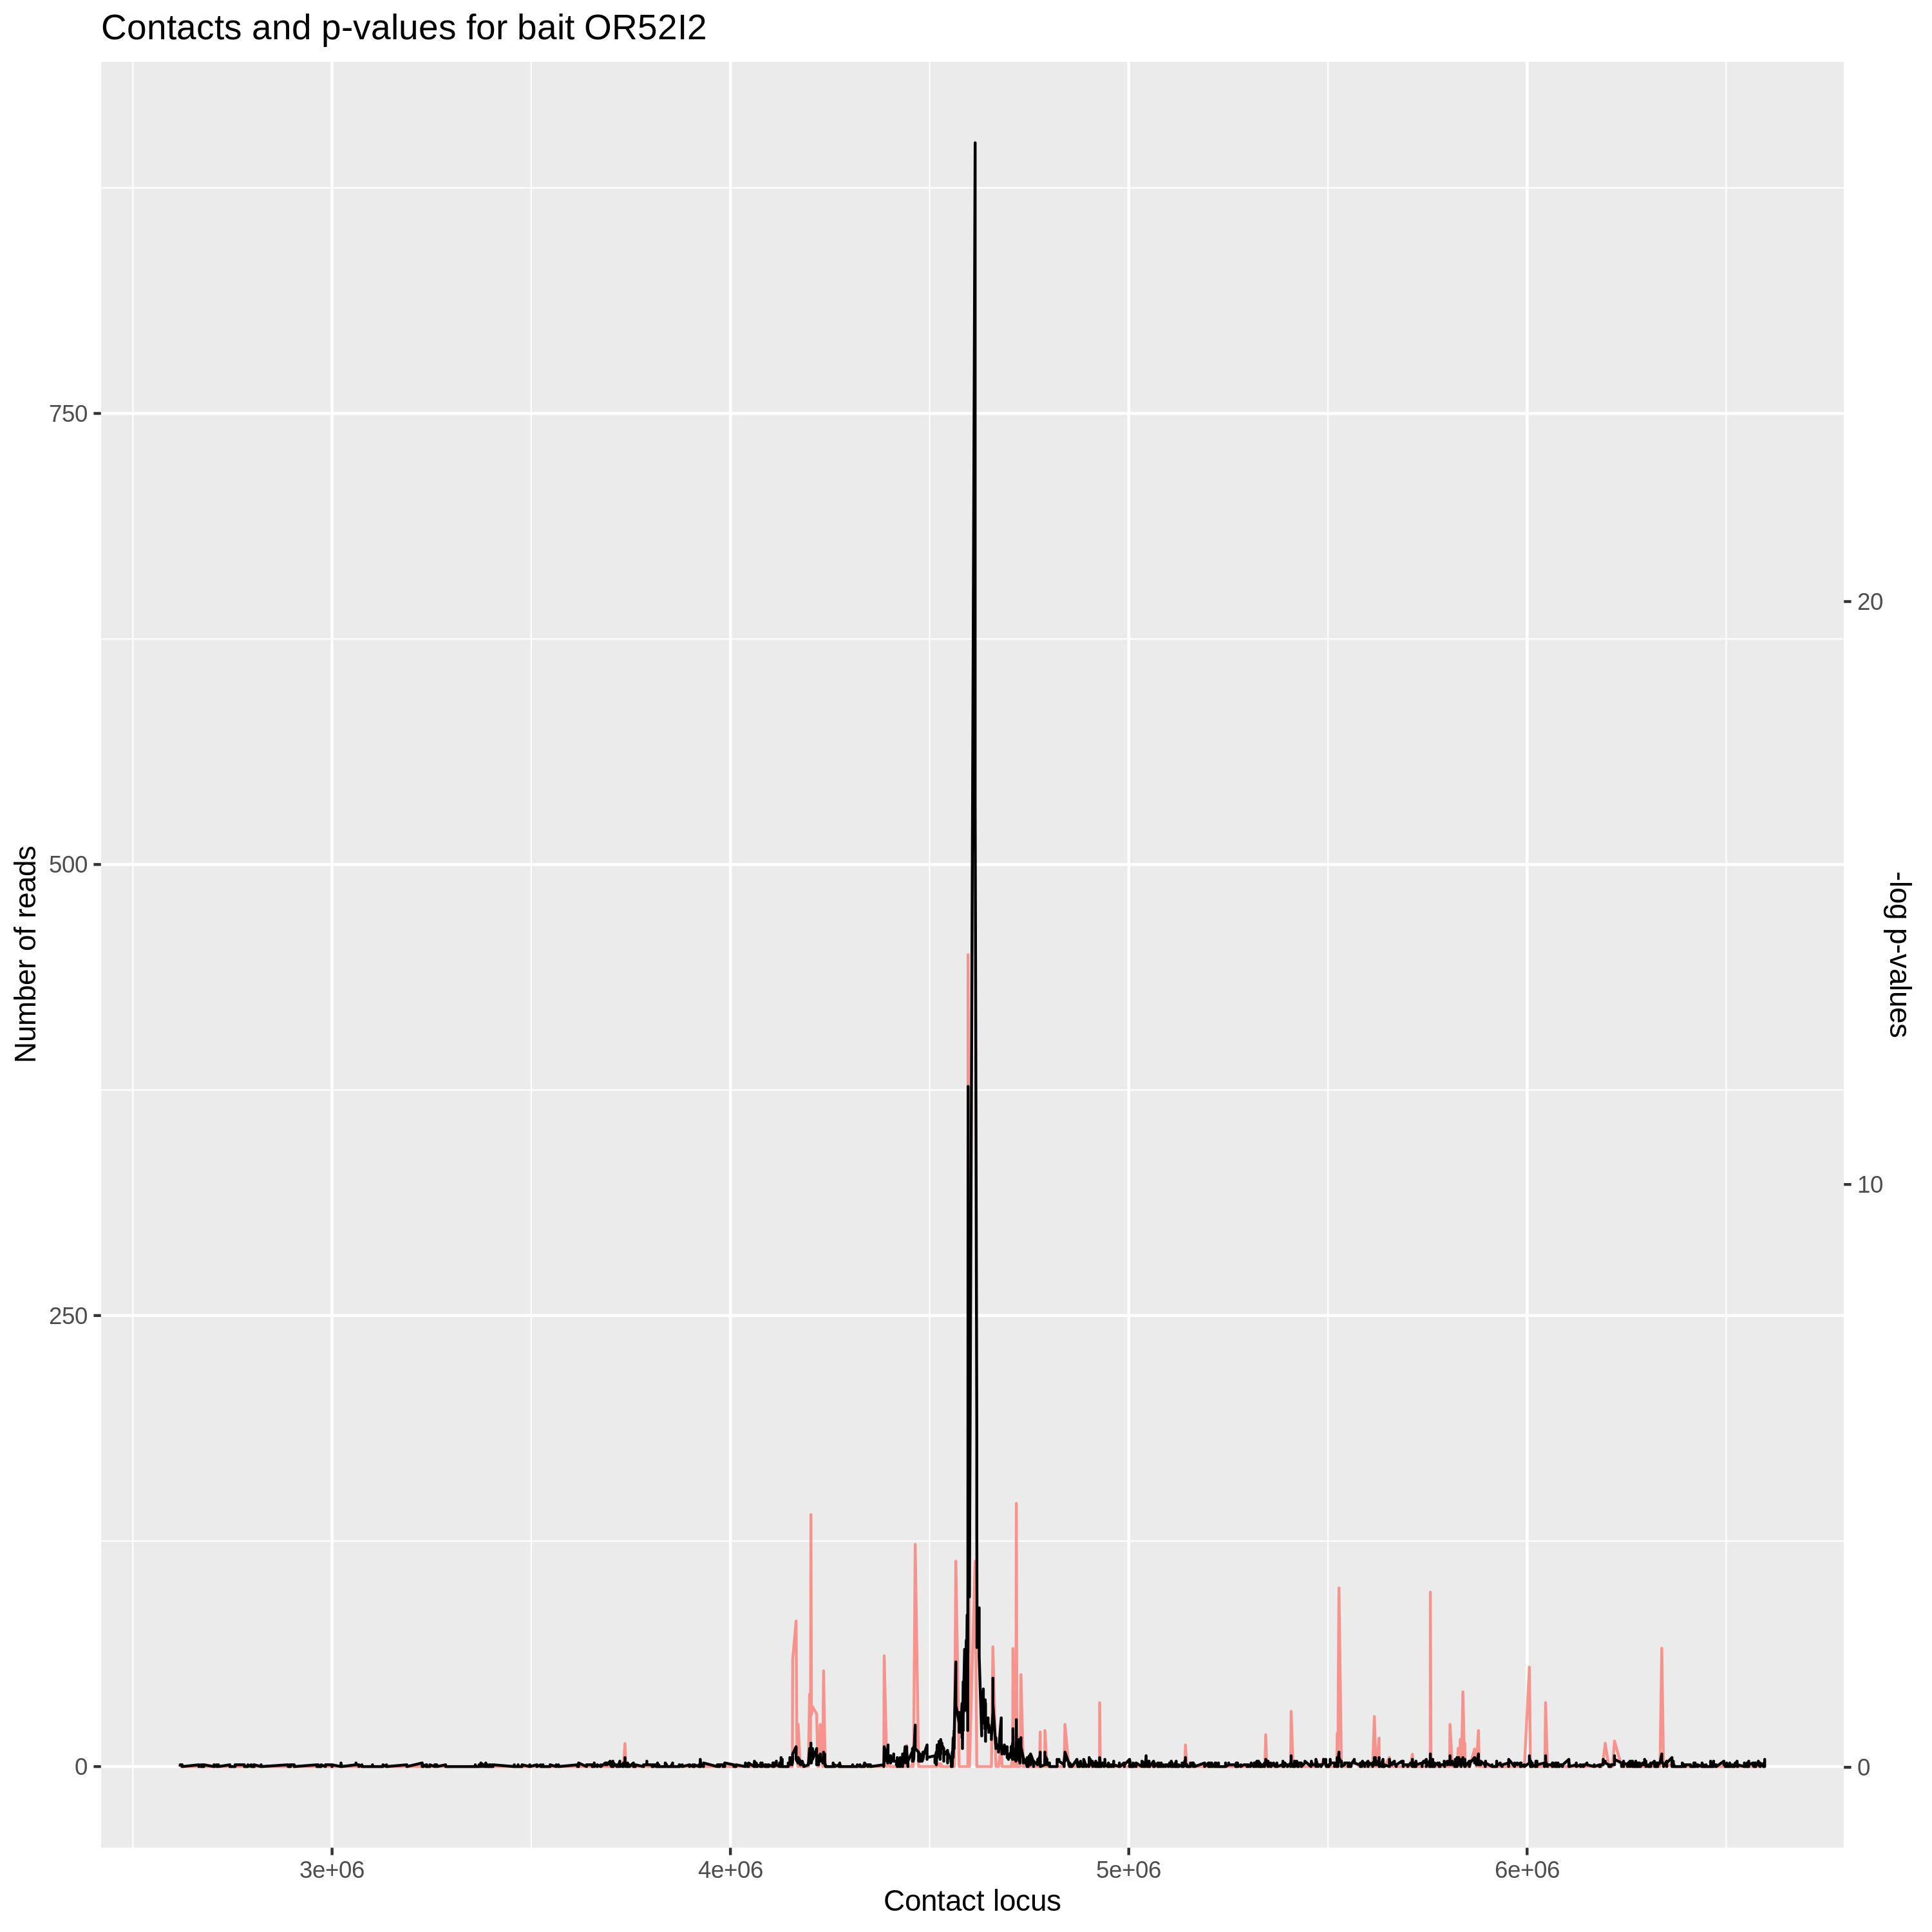 Contacts and p-values for bait OR52I2
750
500
250
0
20
10
0
Number of reads
-log p-values
3e+06
4e+06
5e+06
6e+06
Contact locus